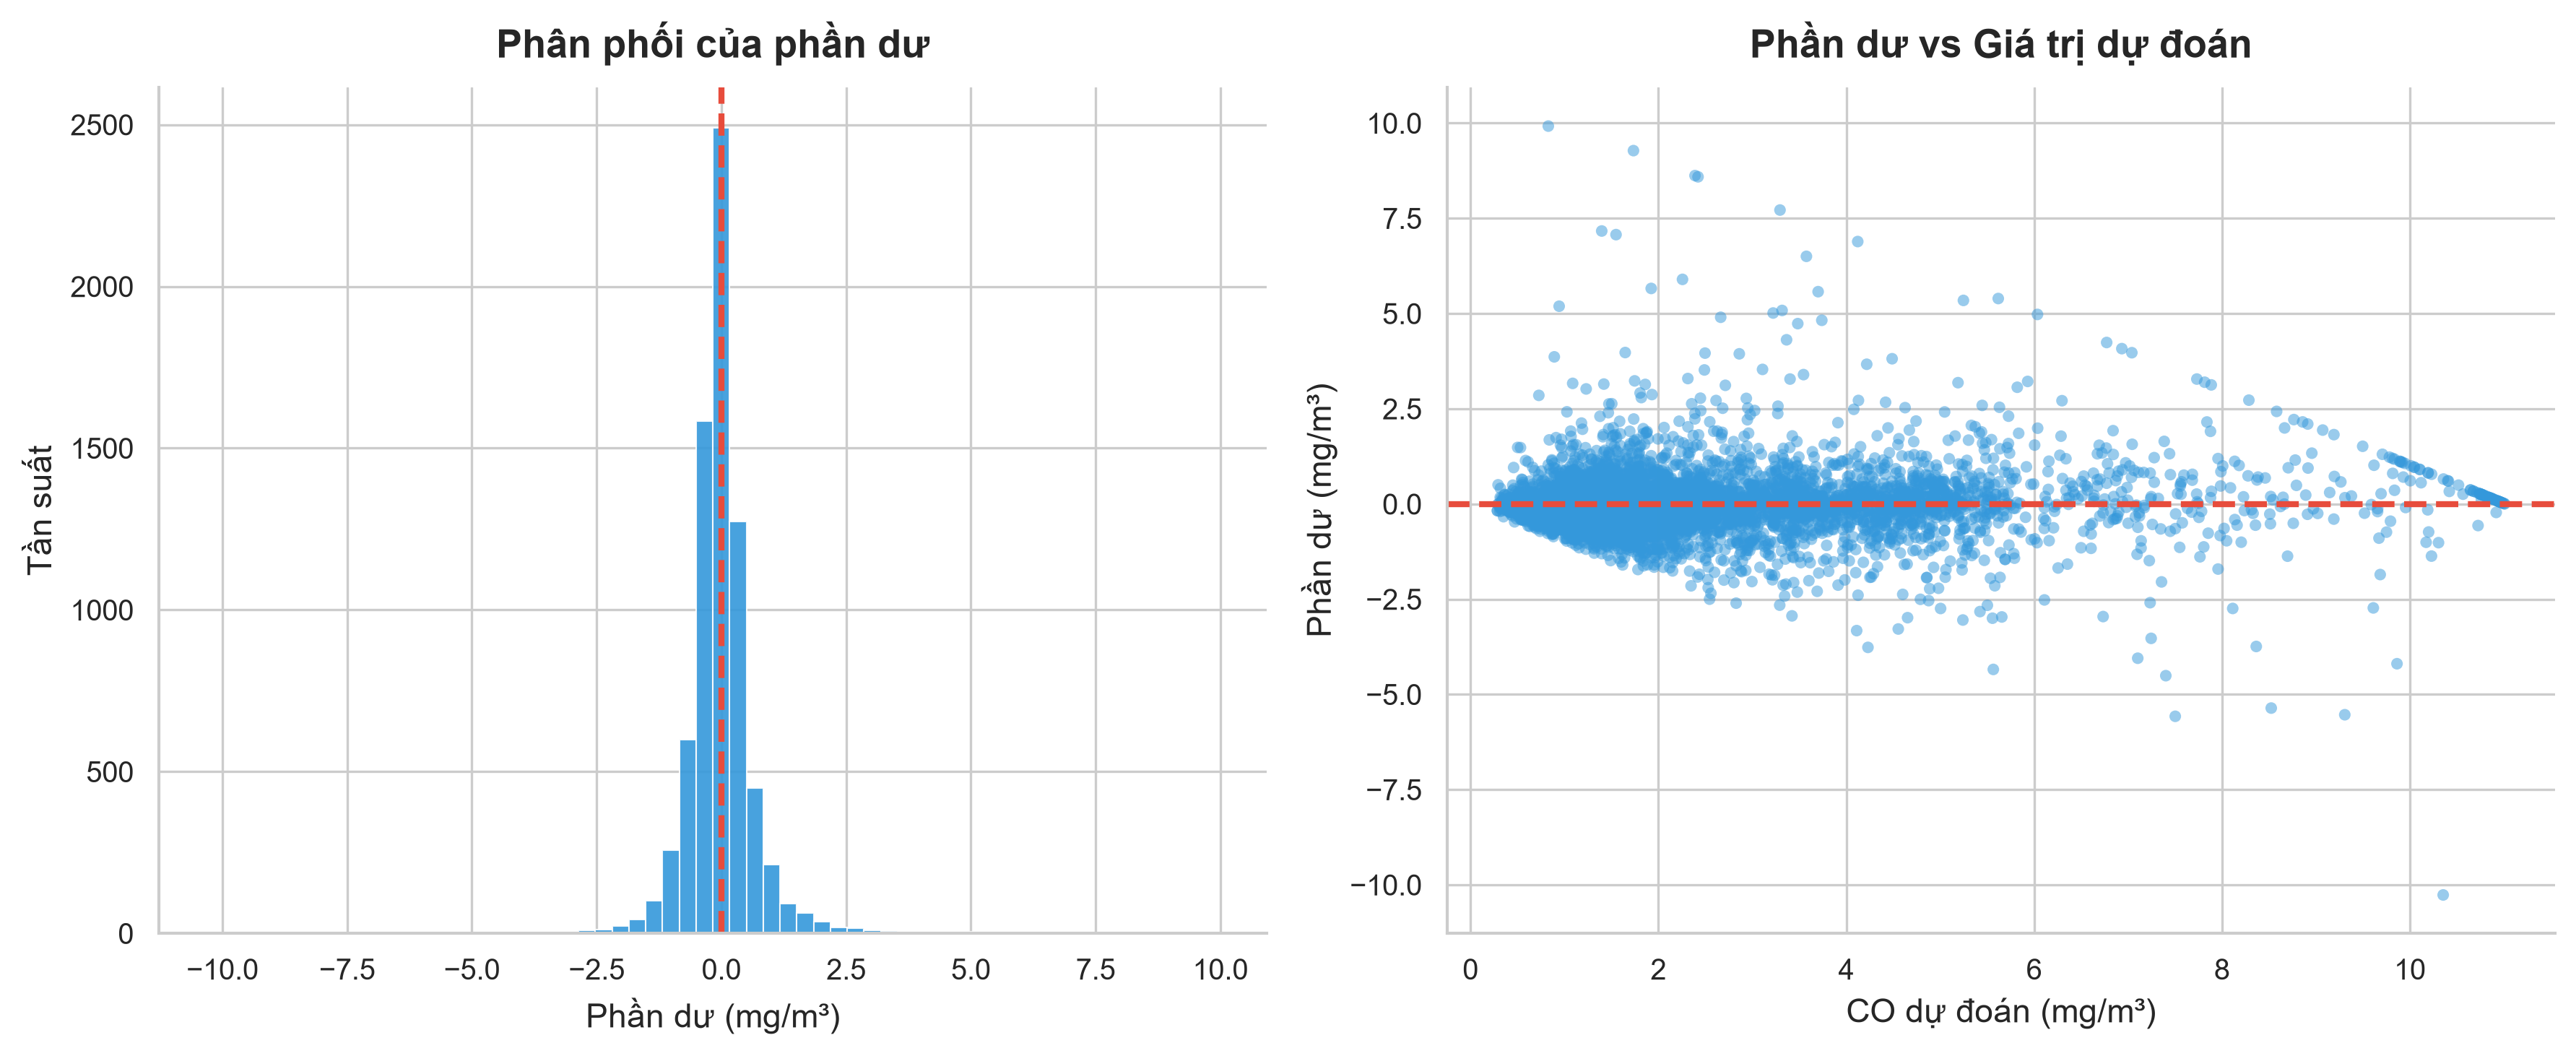 Phân phối của phần dư
Tần suất
2500
2000
1500
1000
500
0
−10.0 −7.5 −5.0 −2.5 0.0 2.5 5.0 7.5 10.0
Phần dư (mg/m³)
Phần dư vs Giá trị dự đoán
Phần dư (mg/m³)
10.0
7.5
5.0
2.5
0.0
−2.5
−5.0
−7.5
−10.0
0 2 4 6 8 10
CO dự đoán (mg/m³)